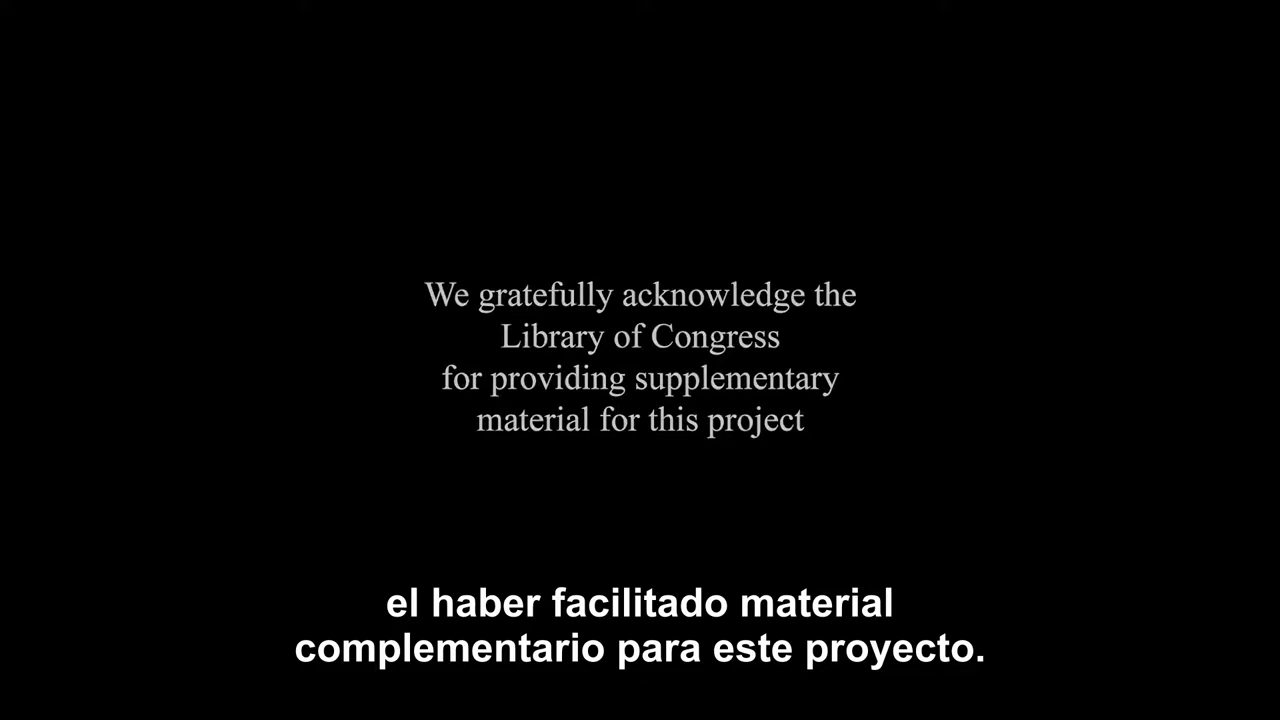 We gratefully acknowledge the
Library of Congress
for providing supplementary
material for this project
el haber facilitado material
complementario para este proyecto.